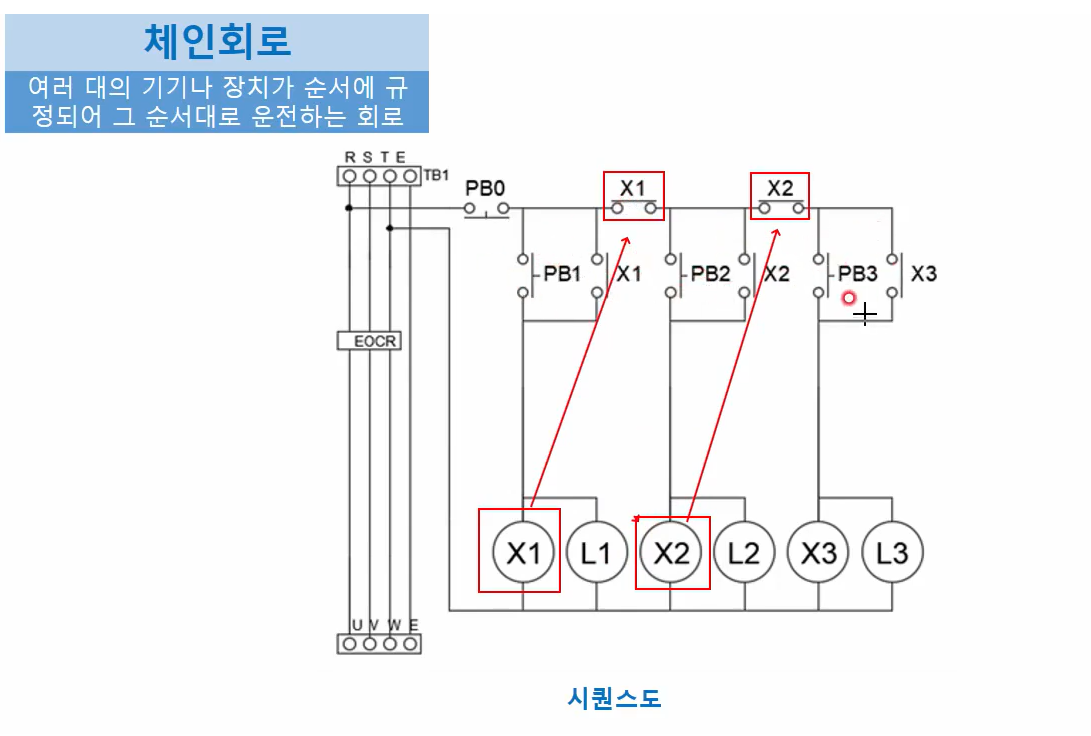 체인회로
여러 대의 기기나 장치가 순서에 규
정되어 그 순서대로 운전하는 회로
R S T E
TB1
PB0
X1
X2
PB1
X1
PB2
X2
PB3
X3
EOCR
X1
L1
X2
L2
X3
L3
U V W E
시퀀스도